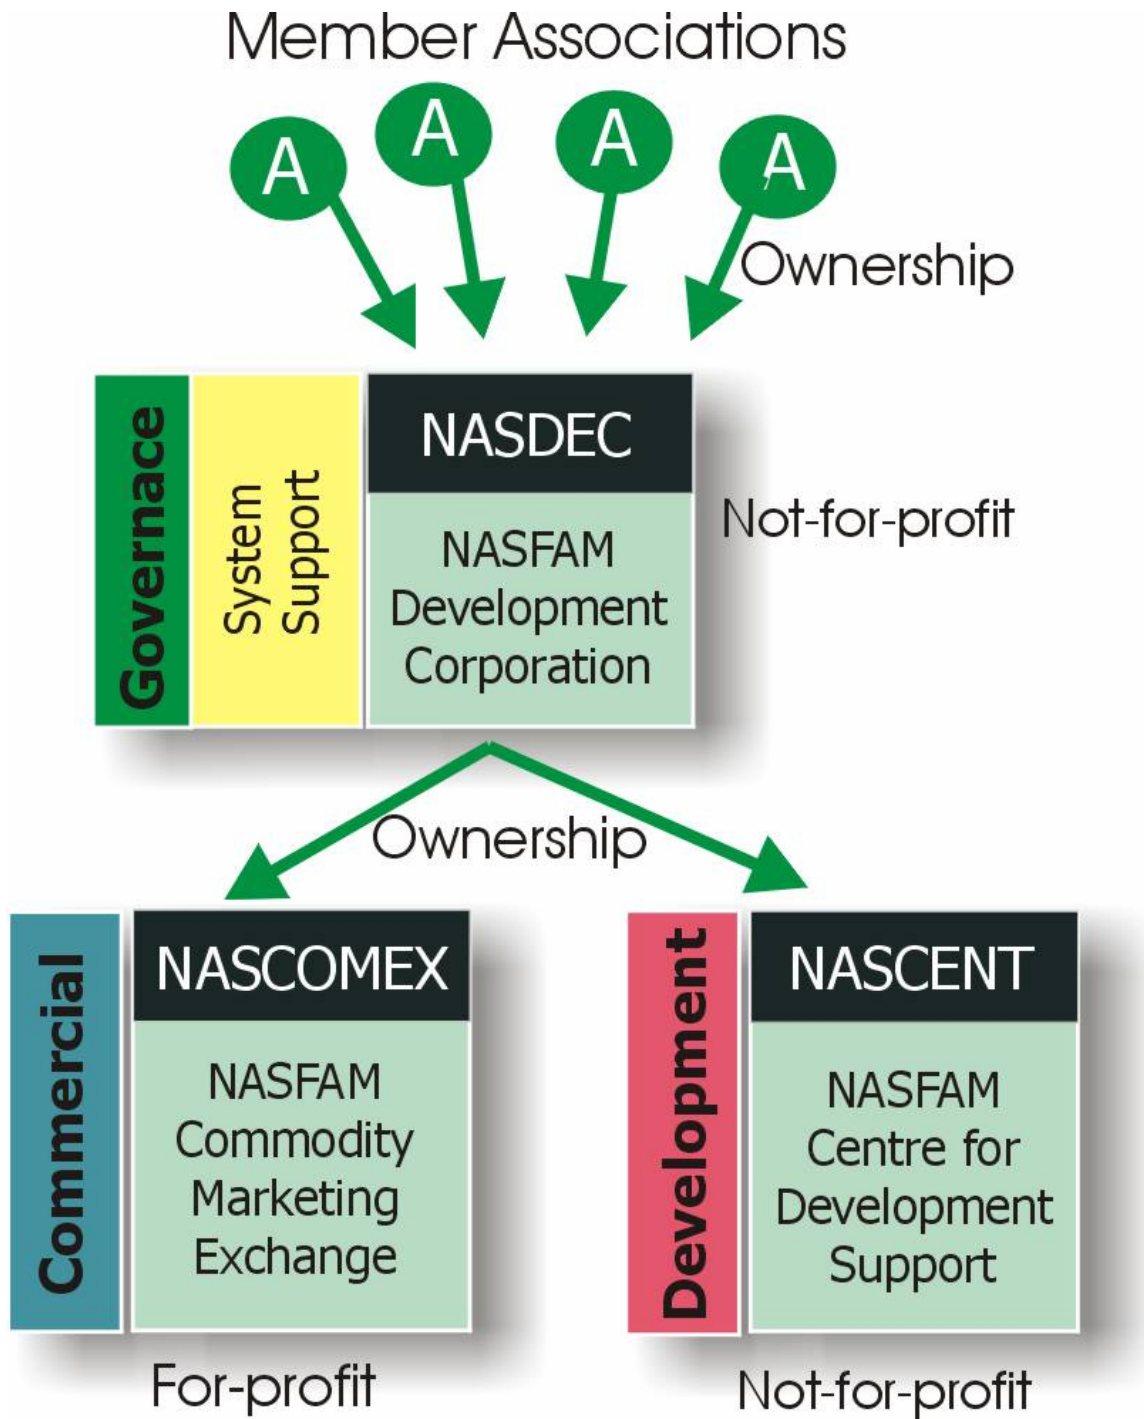 Member Associations
A
A
A
A
Ownership
Governace
System
Support
NASDEC
NASFAM
Development
Corporation
Not-for-profit
Ownership
Commercial
NASCOMEX
NASFAM
Commodity
Marketing
Exchange
For-profit
Development
NASCENT
NASFAM
Centre for
Development
Support
Not-for-profit